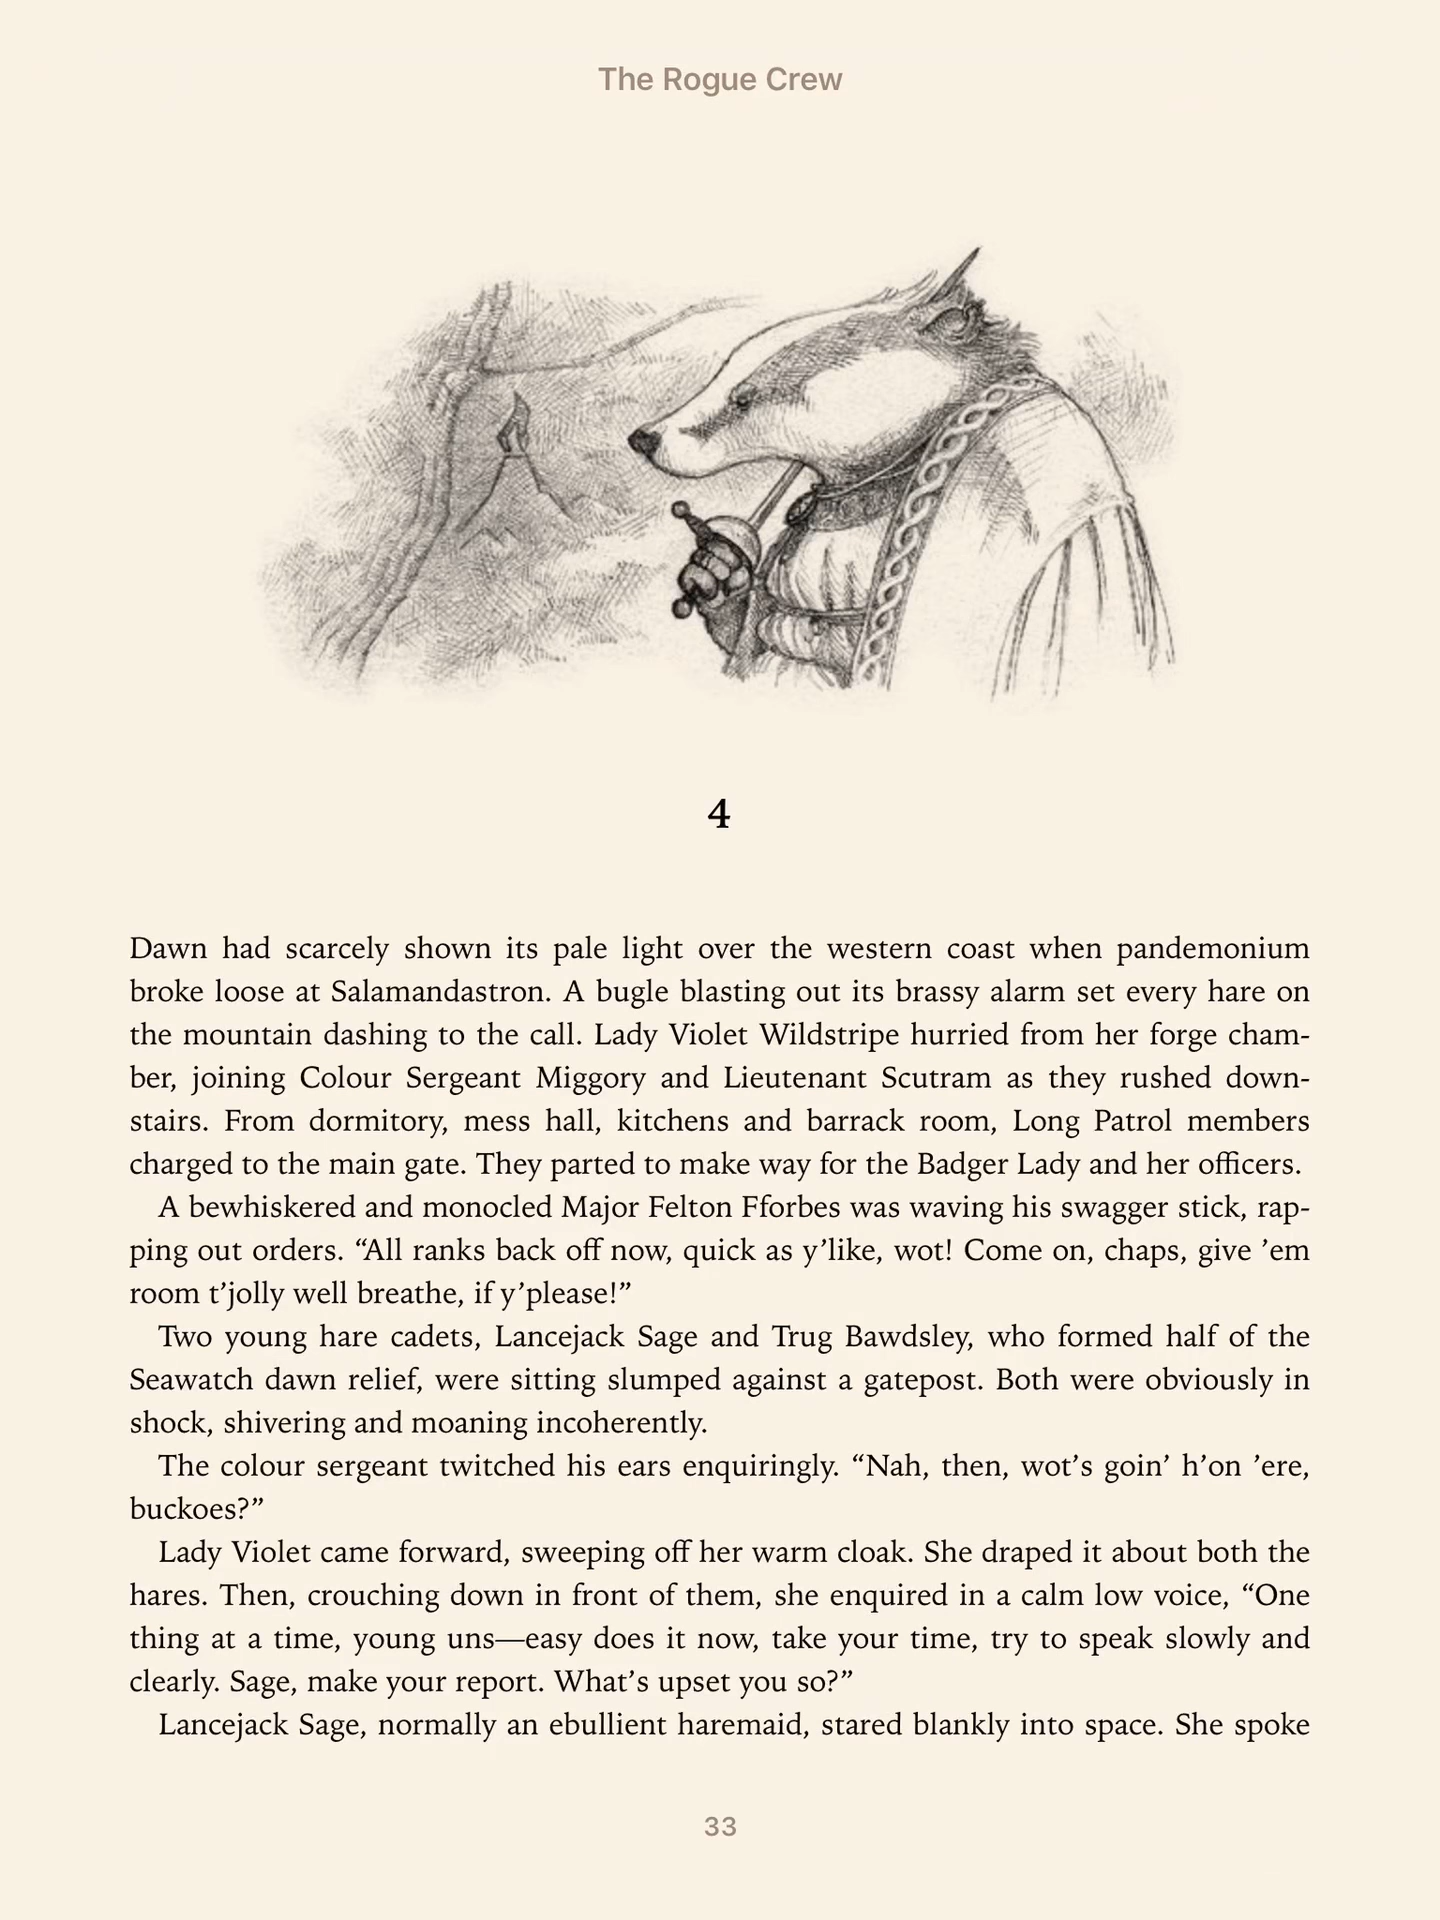 The Rogue Crew
4
Dawn had scarcely shown its pale light over the western coast when pandemonium
broke loose at Salamandastron. A bugle blasting out its brassy alarm set every hare on
the mountain dashing to the call. Lady Violet Wildstripe hurried from her forge cham-
ber, joining Colour Sergeant Miggory and Lieutenant Scutram as they rushed down-
stairs. From dormitory, mess hall, kitchens and barrack room, Long Patrol members
charged to the main gate. They parted to make way for the Badger Lady and her officers.
A bewhiskered and monocled Major Felton Fforbes was waving his swagger stick, rap-
ping out orders. “All ranks back off now, quick as y’like, wot! Come on, chaps, give ’em
room t’jolly well breathe, if y’please!”
Two young hare cadets, Lancejack Sage and Trug Bawdsley, who formed half of the
Seawatch dawn relief, were sitting slumped against a gatepost. Both were obviously in
shock, shivering and moaning incoherently.
The colour sergeant twitched his ears enquiringly. “Nah, then, wot’s goin’ h’on ’ere,
buckoes?”
Lady Violet came forward, sweeping off her warm cloak. She draped it about both the
hares. Then, crouching down in front of them, she enquired in a calm low voice, “One
thing at a time, young uns—easy does it now, take your time, try to speak slowly and
clearly. Sage, make your report. What’s upset you so?”
Lancejack Sage, normally an ebullient haremaid, stared blankly into space. She spoke
33